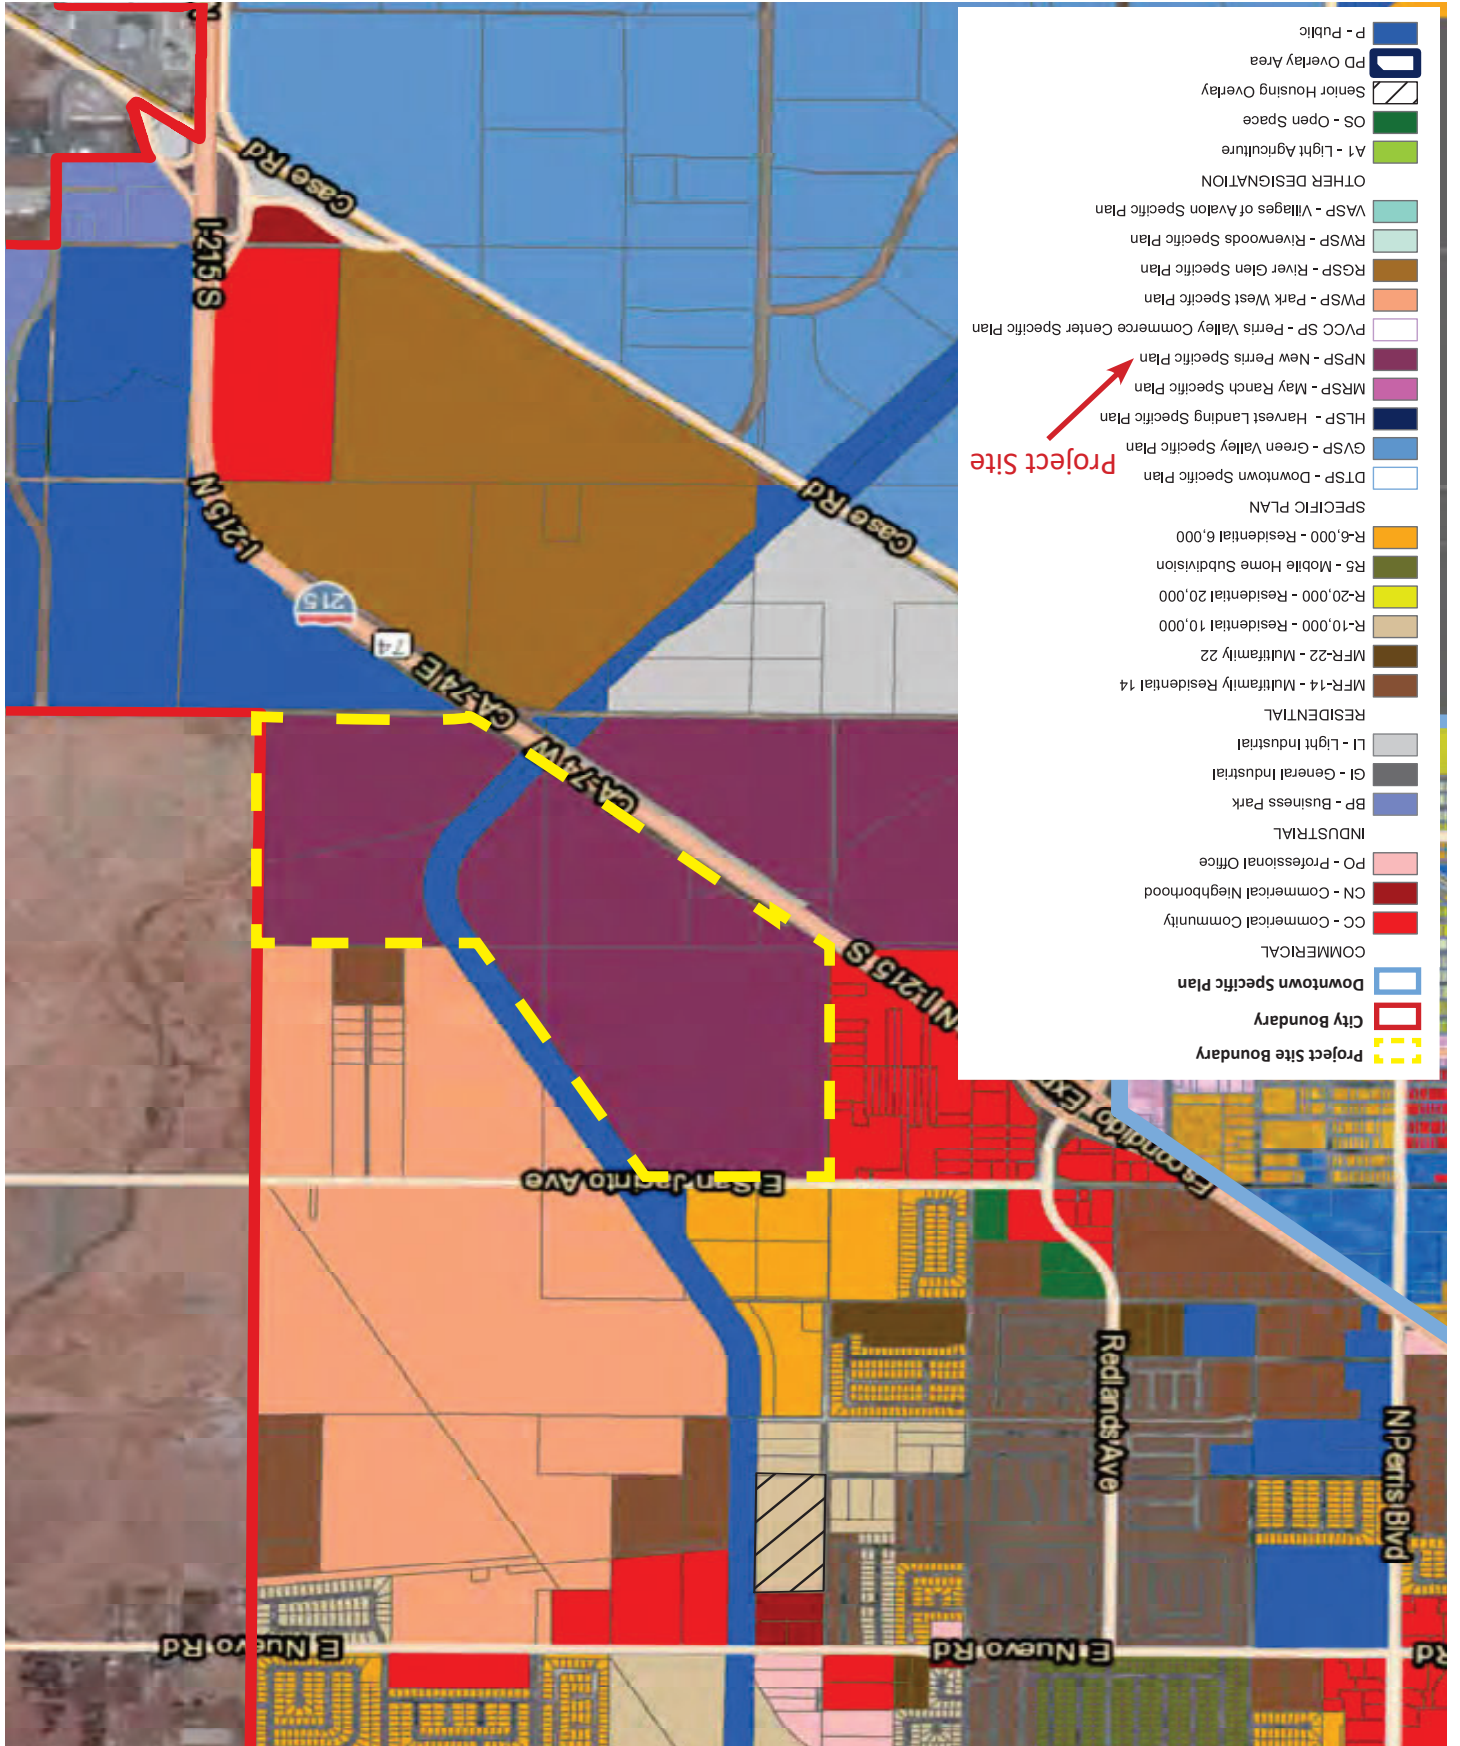 Rd
E Nuevo Rd
E Nuevo Rd
N Perris Blvd
Redlands Ave
E San Jacinto Ave
Escondido Exp
N/I-215 S
CA-74 W
CA-74 E
74
215
I-215 N
Case Rd
I-215 S
Case Rd
Project Site Boundary
City Boundary
Downtown Specific Plan
COMMERICAL
CC - Commerical Community
CN - Commerical Nieghborhood
PO - Professional Office
INDUSTRIAL
BP - Business Park
GI - General Industrial
LI - Light Industrial
RESIDENTIAL
MFR-14 - Multifamily Residential 14
MFR-22 - Multifamily 22
R-10,000 - Residential 10,000
R-20,000 - Residential 20,000
R5 - Mobile Home Subdivision
R-6,000 - Residential 6,000
SPECIFIC PLAN
DTSP - Downtown Specific Plan
GVSP - Green Valley Specific Plan
Project Site
HLSP - Harvest Landing Specific Plan
MRSP - May Ranch Specific Plan
NPSP - New Perris Specific Plan
PVCC SP - Perris Valley Commerce Center Specific Plan
PWSP - Park West Specific Plan
RGSP - River Glen Specific Plan
RWSP - Riverwoods Specific Plan
VASP - Villages of Avalon Specific Plan
OTHER DESIGNATION
A1 - Light Agriculture
OS - Open Space
Senior Housing Overlay
PD Overlay Area
P - Public